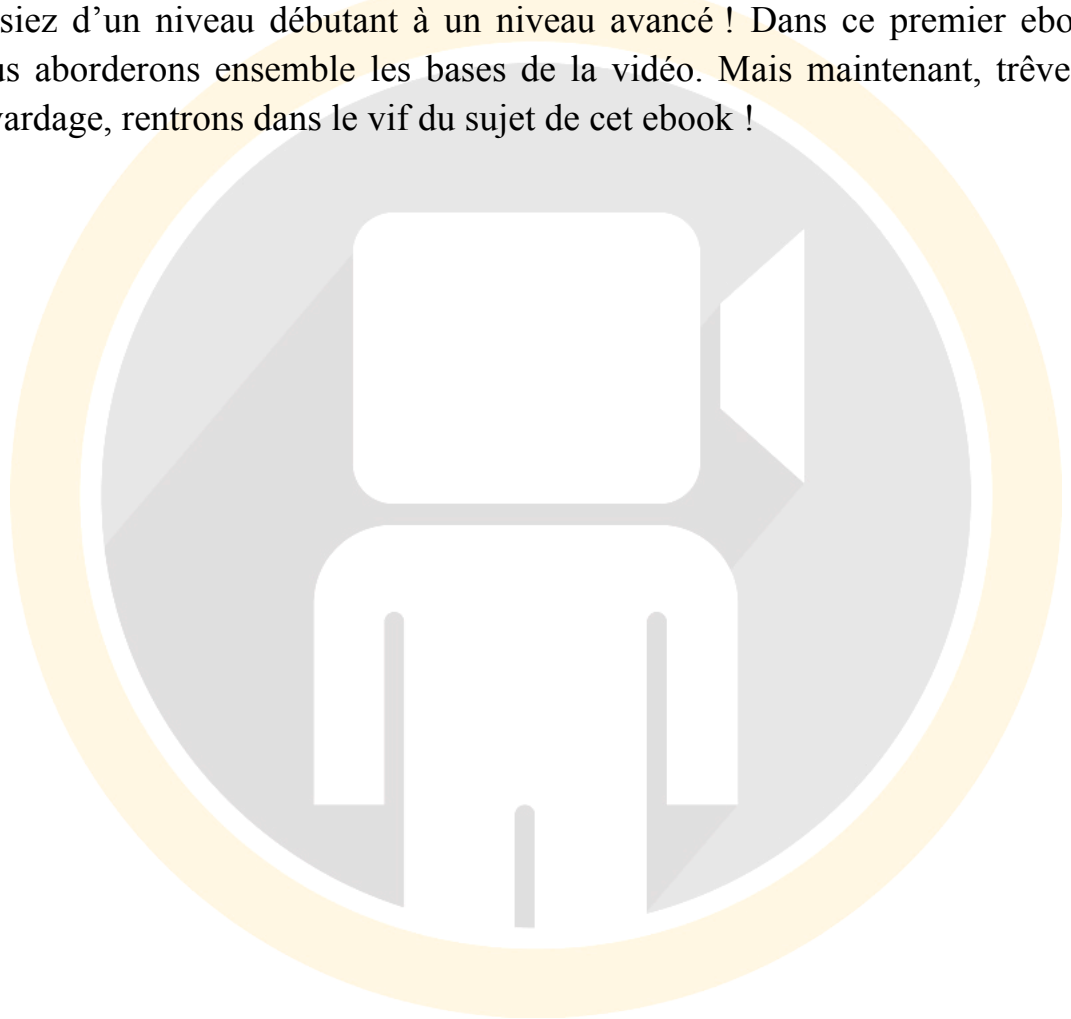 siez d’un niveau débutant à un niveau avancé ! Dans ce premier ebo
us aborderons ensemble les bases de la vidéo. Mais maintenant, trêve
vardage, rentrons dans le vif du sujet de cet ebook !